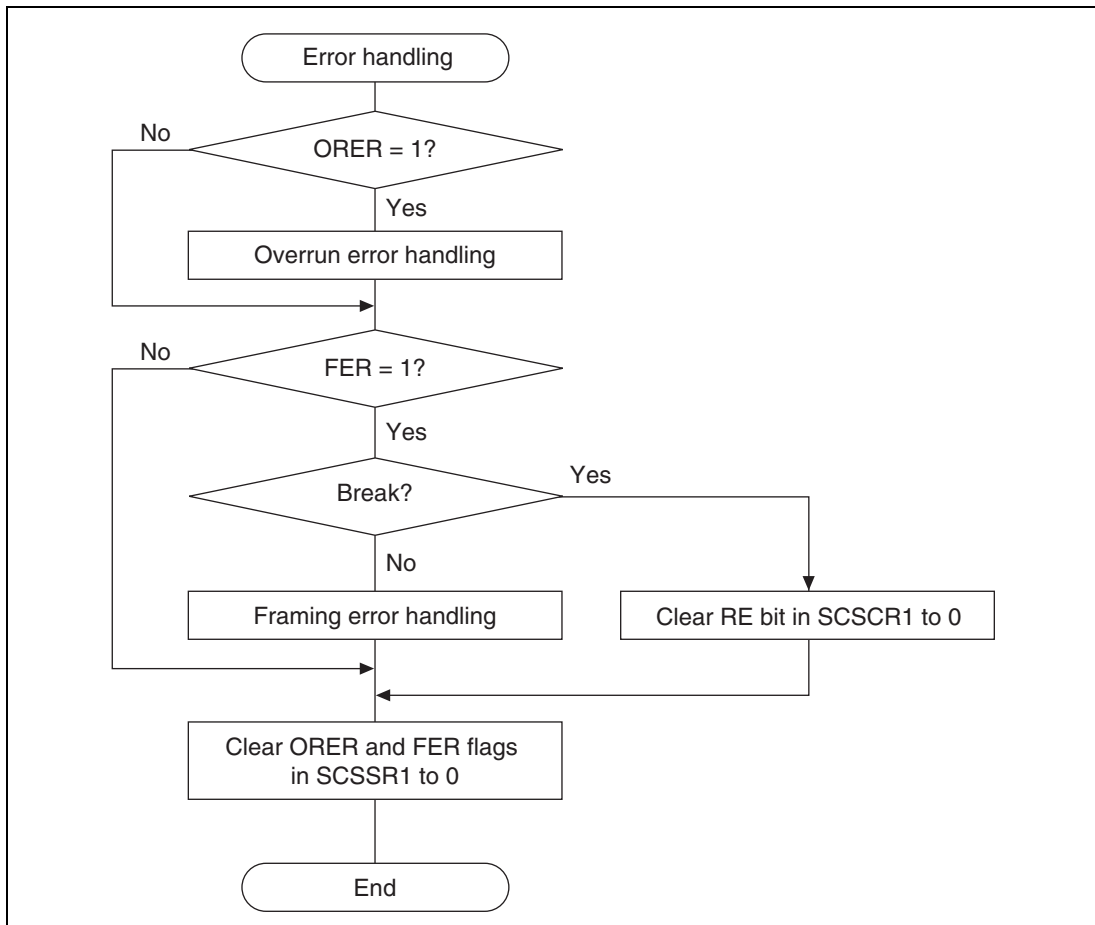 Error handling
No
ORER = 1?
Yes
Overrun error handling
No
FER = 1?
Yes
Break?
Yes
No
Framing error handling
Clear RE bit in SCSCR1 to 0
Clear ORER and FER flags
in SCSSR1 to 0
End